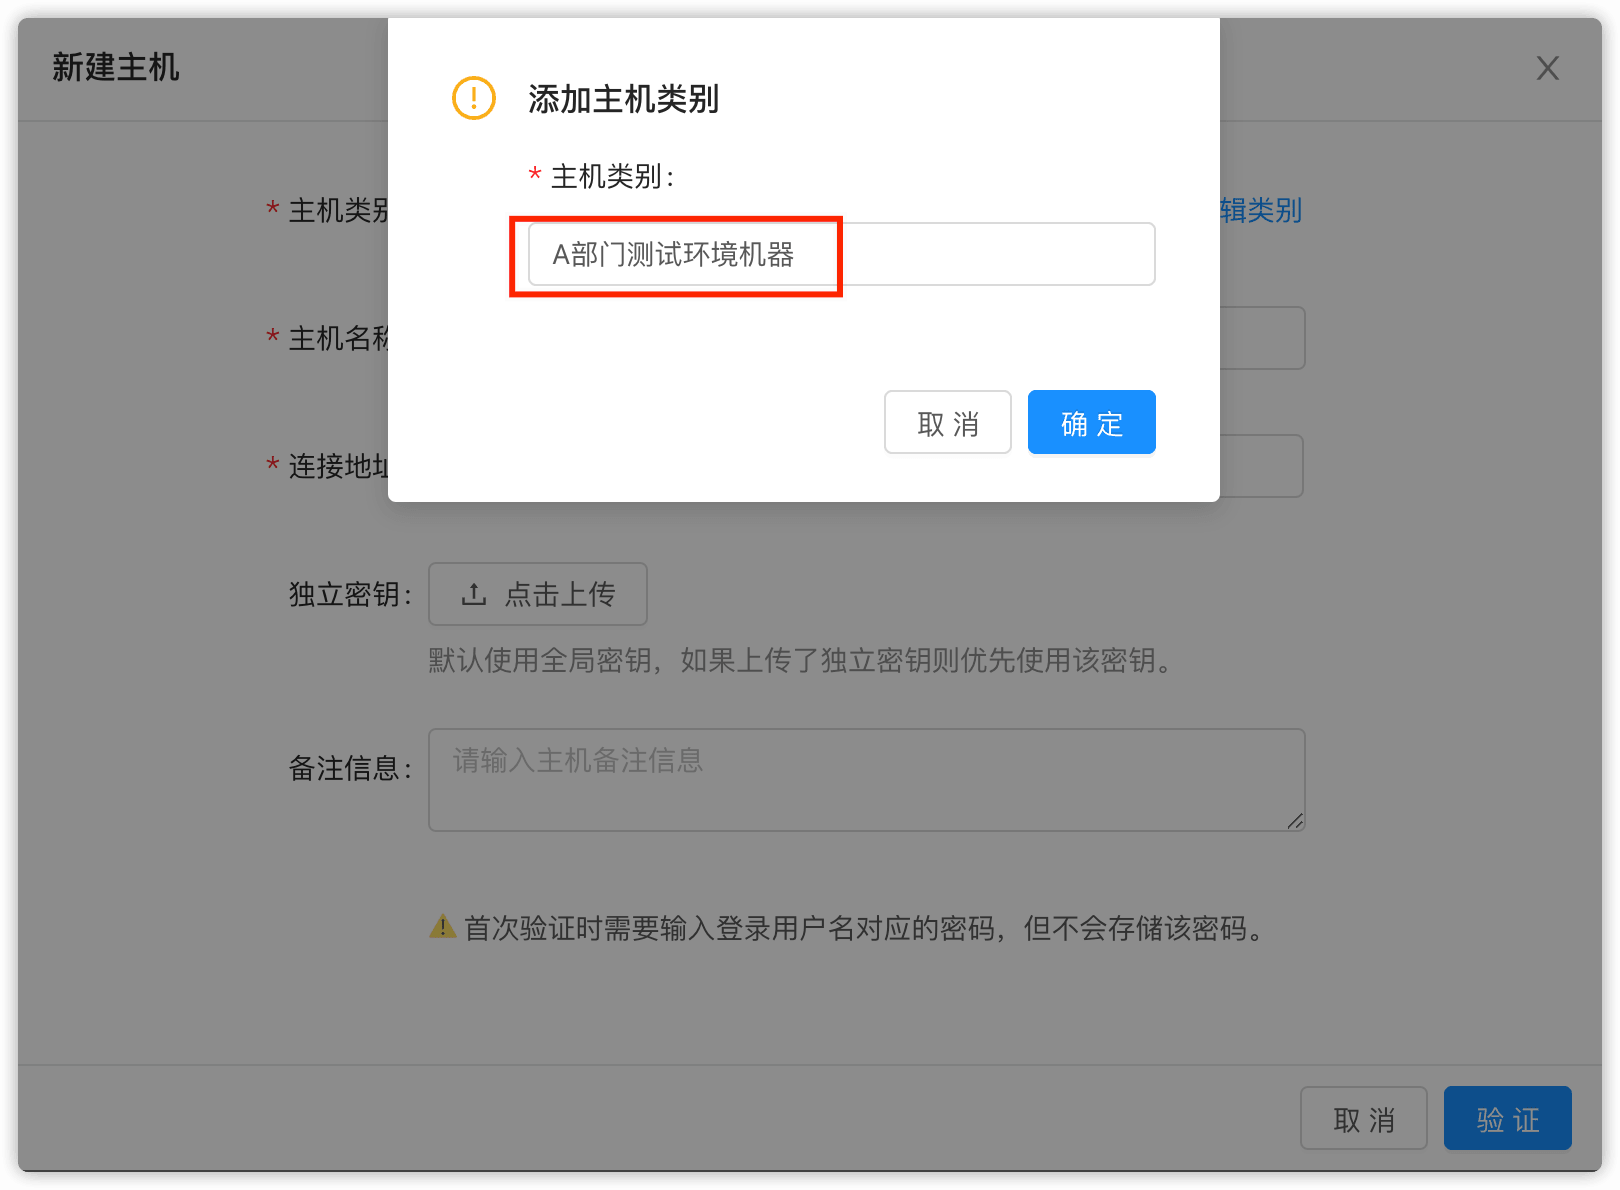 新建主机
添加主机类别
* 主机类别:
A部门测试环境机器
取 消
确 定
* 主机类别
辑类别
* 主机名称
* 连接地址
独立密钥:
点击上传
默认使用全局密钥，如果上传了独立密钥则优先使用该密钥。
备注信息:
请输入主机备注信息
首次验证时需要输入登录用户名对应的密码，但不会存储该密码。
取 消
验 证